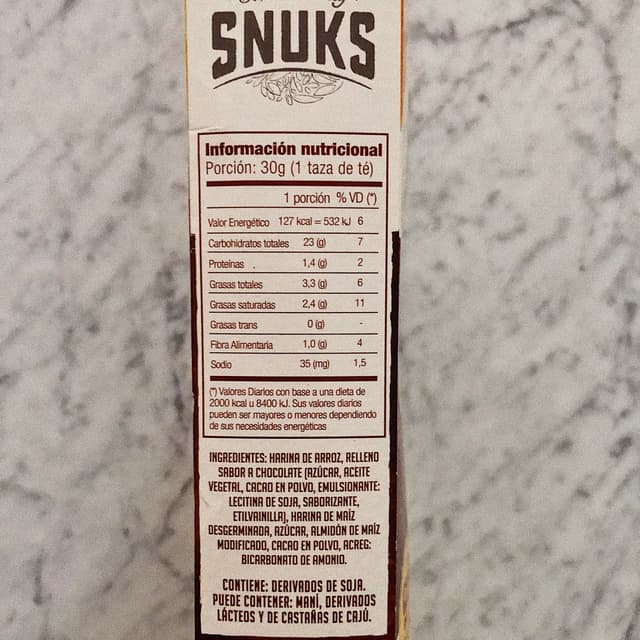 SNUKS
Información nutricional
Porción: 30g (1 taza de té)
1 porción % VD (*)
Valor Energético 127 kcal = 532 kJ 6
Carbohidratos totales 23 (g) 7
Proteínas 1,4 (g) 2
Grasas totales 3,3 (g) 6
Grasas saturadas 2,4 (g) 11
Grasas trans 0 (g) -
Fibra Alimentaria 1,0 (g) 4
Sodio 35 (mg) 1,5
(*) Valores Diarios con base a una dieta de
2000 kcal u 8400 kJ. Sus valores diarios
pueden ser mayores o menores dependiendo
de sus necesidades energéticas
INGREDIENTES: HARINA DE ARROZ, RELLENO
SABOR A CHOCOLATE (AZÚCAR, ACEITE
VEGETAL, CACAO EN POLVO, EMULSIONANTE:
LECITINA DE SOJA, SABORIZANTE,
ETILVAINILLA), HARINA DE MAÍZ
DESGERMINADA, AZÚCAR, ALMIDÓN DE MAÍZ
MODIFICADO, CACAO EN POLVO, ACREG:
BICARBONATO DE AMONIO.
CONTIENE: DERIVADOS DE SOJA.
PUEDE CONTENER: MANÍ, DERIVADOS
LÁCTEOS Y DE CASTAÑAS DE CAJÚ.